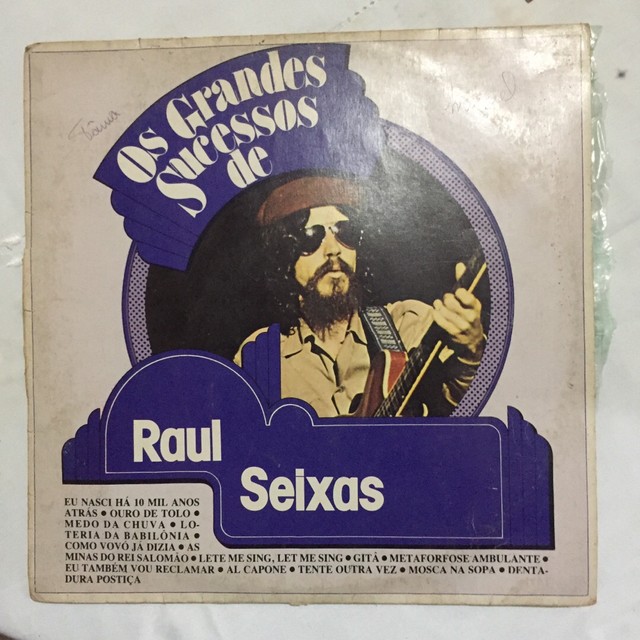 Os Grandes
Sucessos
de
Raul
Seixas
EU NASCI HÁ 10 MIL ANOS
ATRÁS • OURO DE TOLO •
MEDO DA CHUVA • LO-
TERIA DA BABILÔNIA •
COMO VOVÓ JÁ DIZIA • AS
MINAS DO REI SALOMÃO • LETE ME SING, LET ME SING • GITÀ • METAFORFOSE AMBULANTE •
EU TAMBÉM VOU RECLAMAR • AL CAPONE • TENTE OUTRA VEZ • MOSCA NA SOPA • DENTA-
DURA POSTIÇA